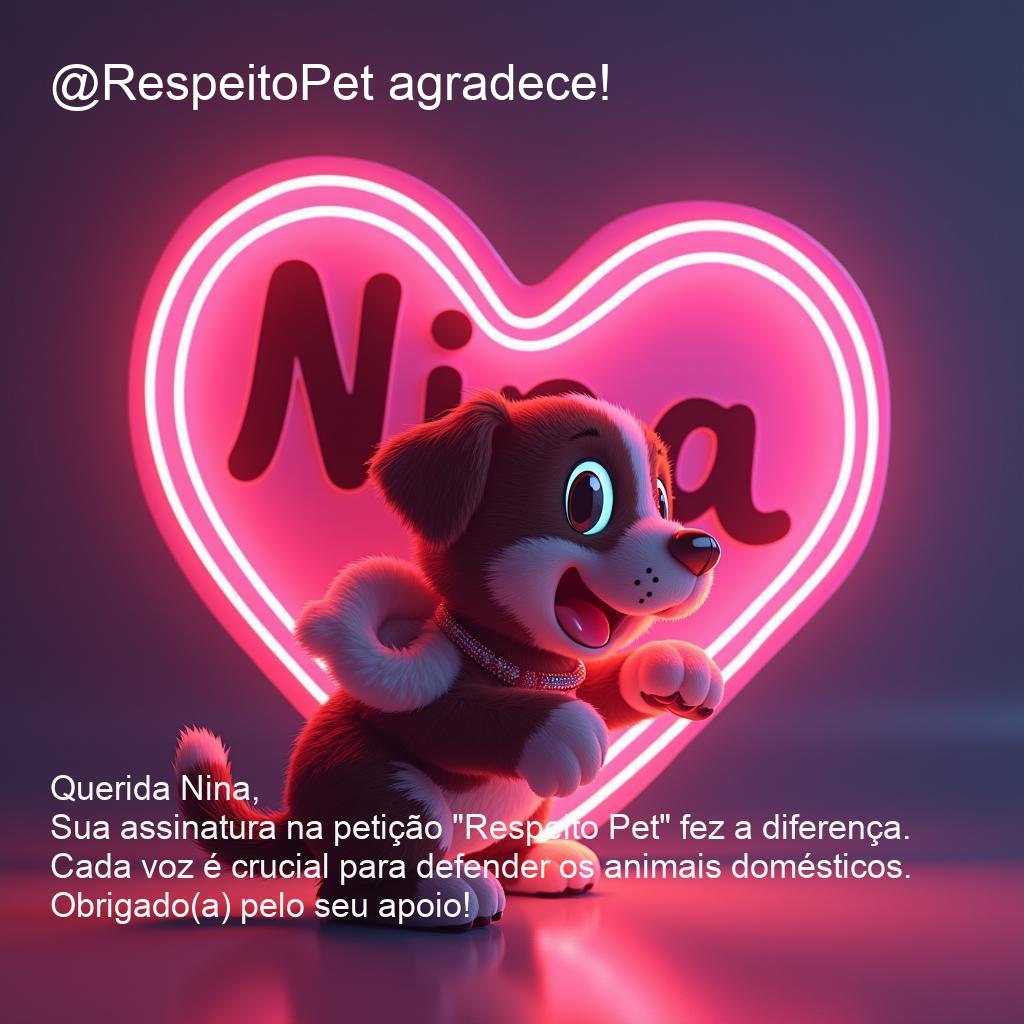 @RespeitoPet agradece!
Nina
Querida Nina,
Sua assinatura na petição "Respeito Pet" fez a diferença.
Cada voz é crucial para defender os animais domésticos.
Obrigado(a) pelo seu apoio!